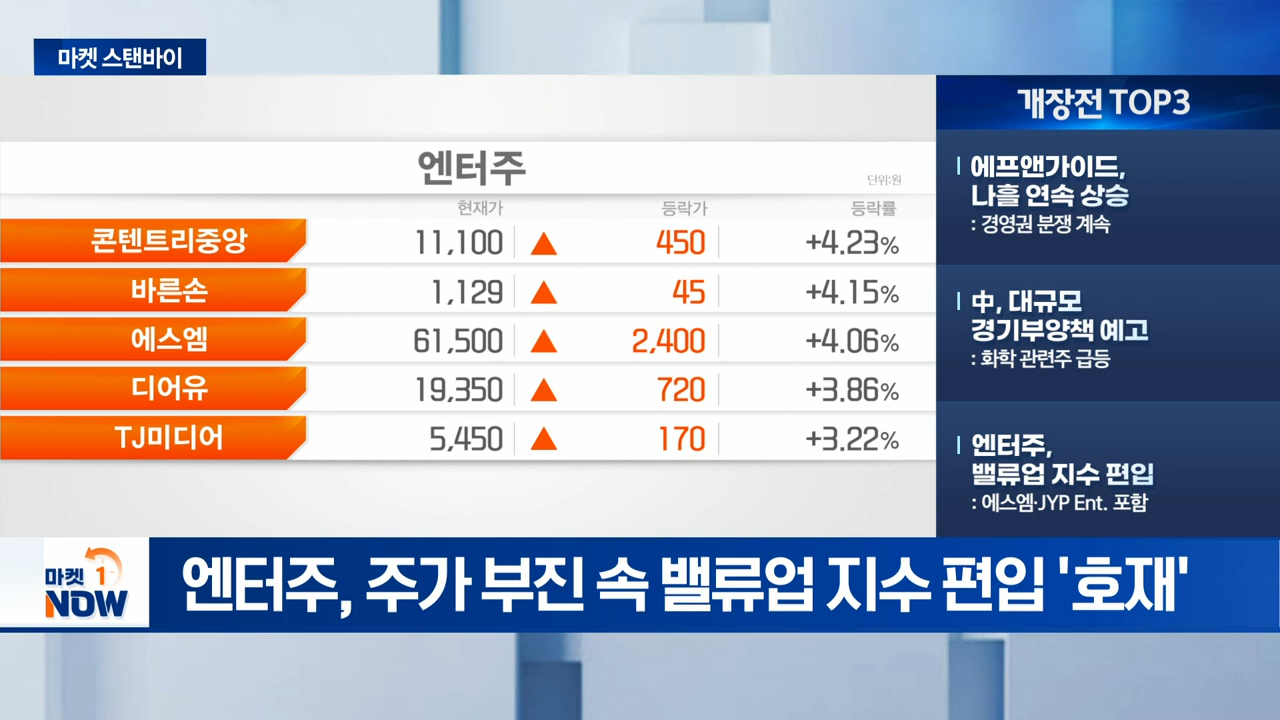 마켓 스탠바이
엔터주
단위:원
현재가 등락가 등락률
콘텐트리중앙 11,100 ▲ 450 +4.23%
바른손 1,129 ▲ 45 +4.15%
에스엠 61,500 ▲ 2,400 +4.06%
디어유 19,350 ▲ 720 +3.86%
TJ미디어 5,450 ▲ 170 +3.22%
개장전 TOP3
에프앤가이드,
나흘 연속 상승
: 경영권 분쟁 계속
中, 대규모
경기부양책 예고
: 화학 관련주 급등
엔터주,
밸류업 지수 편입
: 에스엠·JYP Ent. 포함
마켓 1
NOW
엔터주, 주가 부진 속 밸류업 지수 편입 '호재'